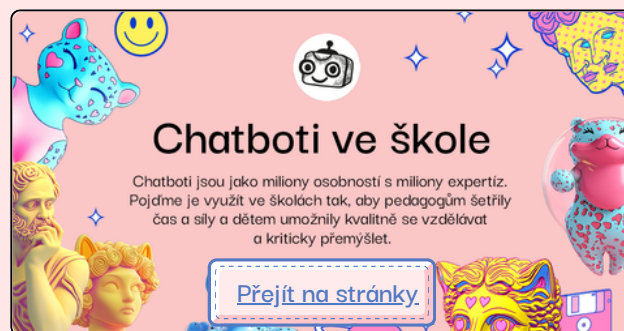 Chatboti ve škole
Chatboti jsou jako miliony osobností s miliony expertíz.
Pojďme je využít ve školách tak, aby pedagogům šetřily
čas a síly a dětem umožnily kvalitně se vzdělávat
a kriticky přemýšlet.
Přejít na stránky